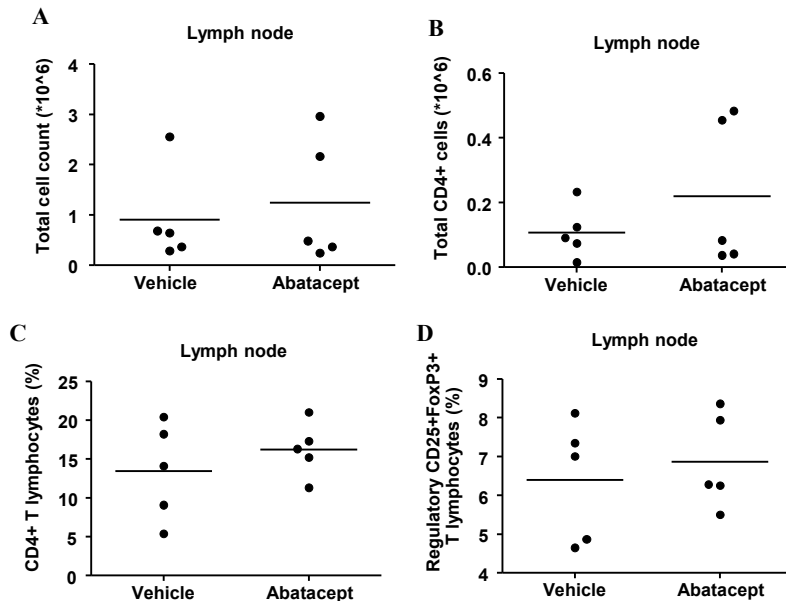 A
Lymph node
Total cell count (*10^6)
4
3
2
1
0
Vehicle Abatacept
B
Lymph node
Total CD4+ cells (*10^6)
0.6
0.4
0.2
0.0
Vehicle Abatacept
C
Lymph node
CD4+ T lymphocytes (%)
25
20
15
10
5
0
Vehicle Abatacept
D
Lymph node
Regulatory CD25+FoxP3+
T lymphocytes (%)
9
8
7
6
5
4
Vehicle Abatacept